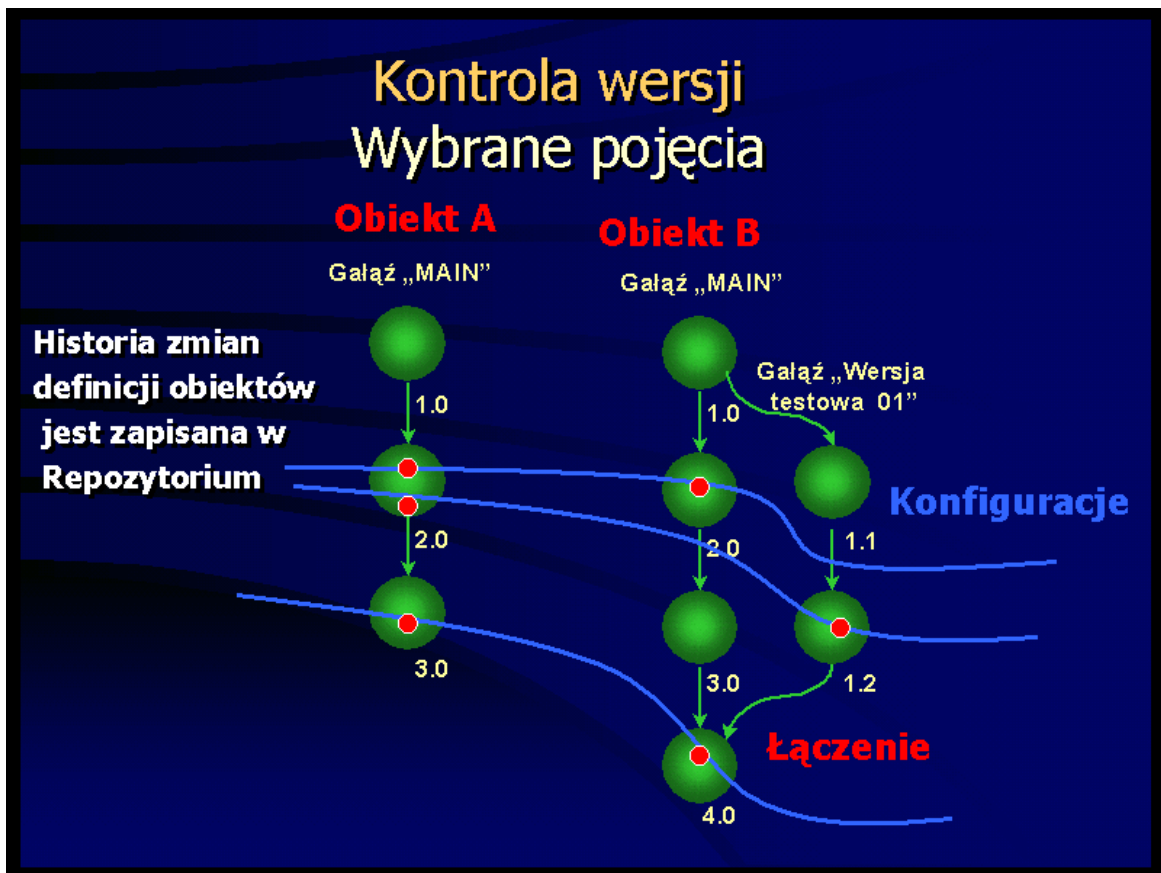 Kontrola wersji
Wybrane pojęcia
Obiekt A
Obiekt B
Gałąź „MAIN”
Gałąź „MAIN”
Historia zmian
definicji obiektów
jest zapisana w
Repozytorium
Gałąź „Wersja
testowa 01”
1.0
1.0
Konfiguracje
2.0
2.0
1.1
3.0
3.0
1.2
Łączenie
4.0